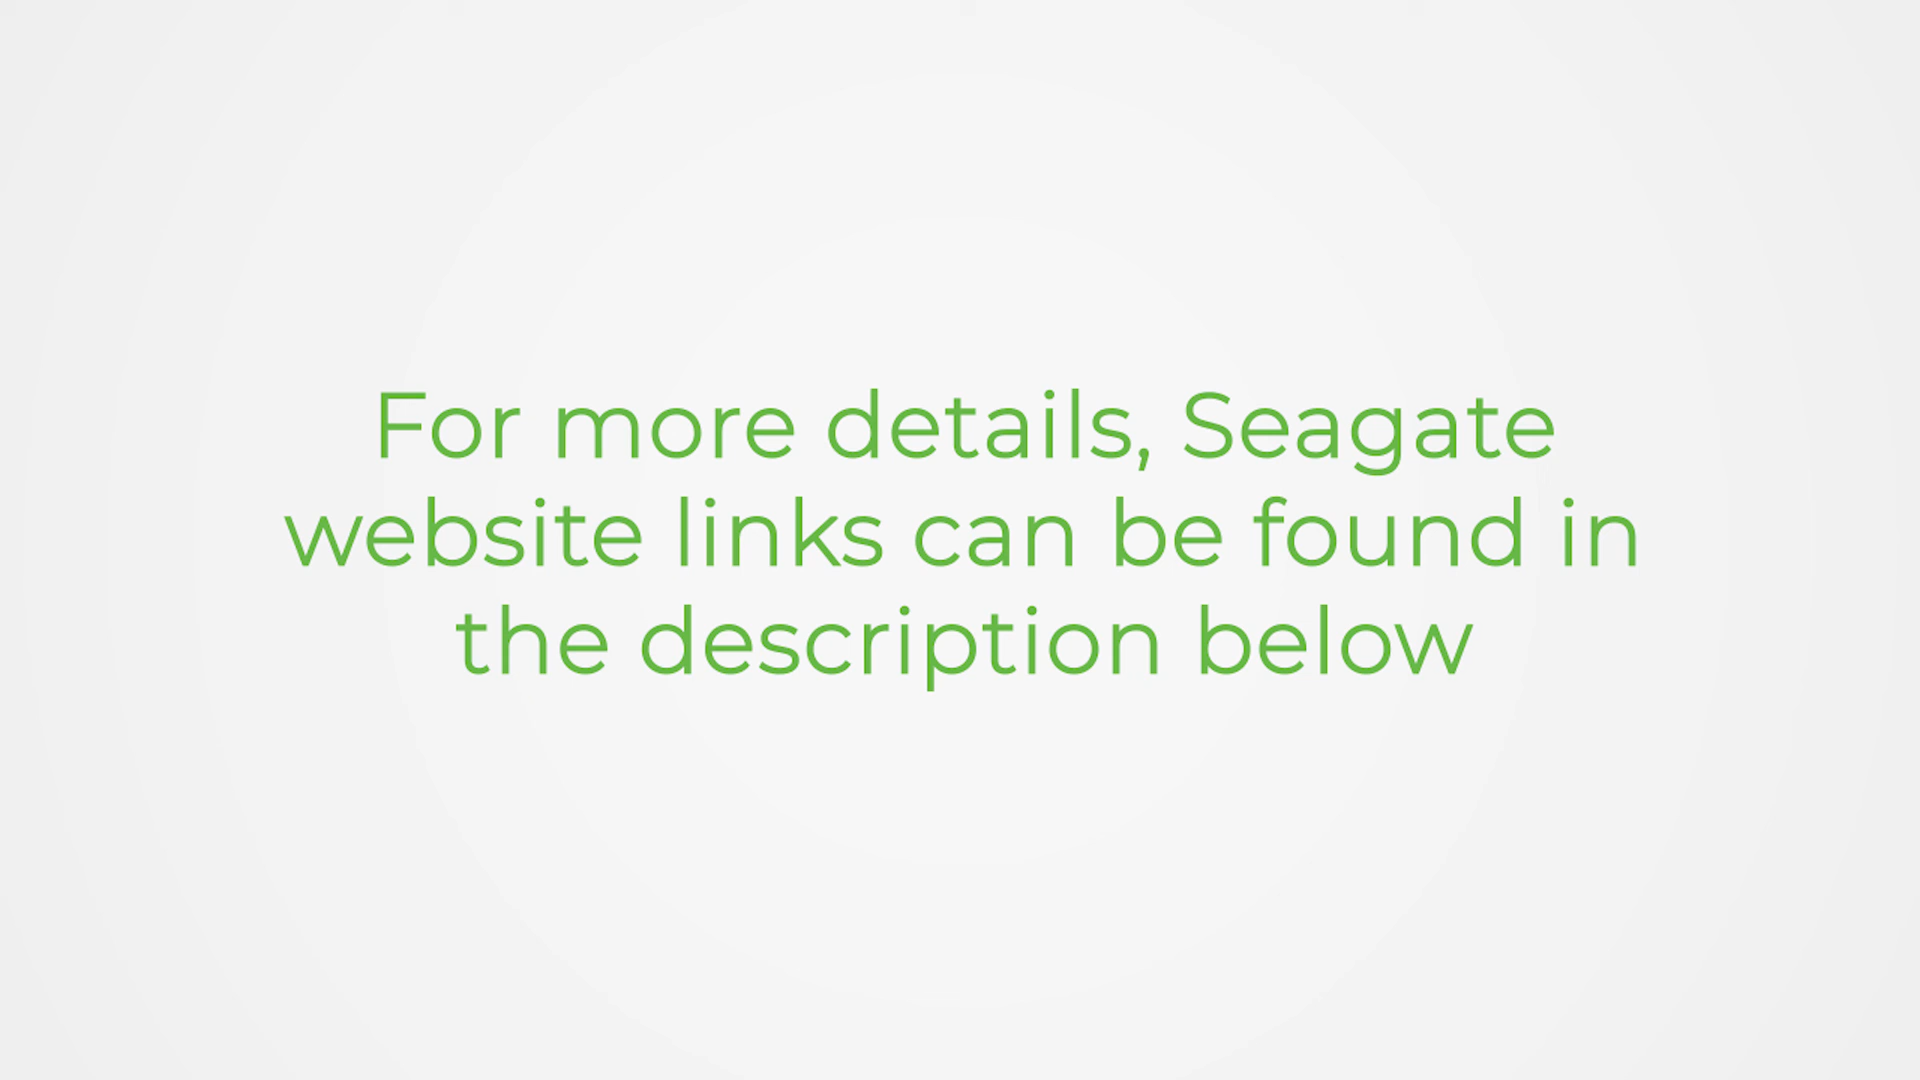 For more details, Seagate
website links can be found in
the description below